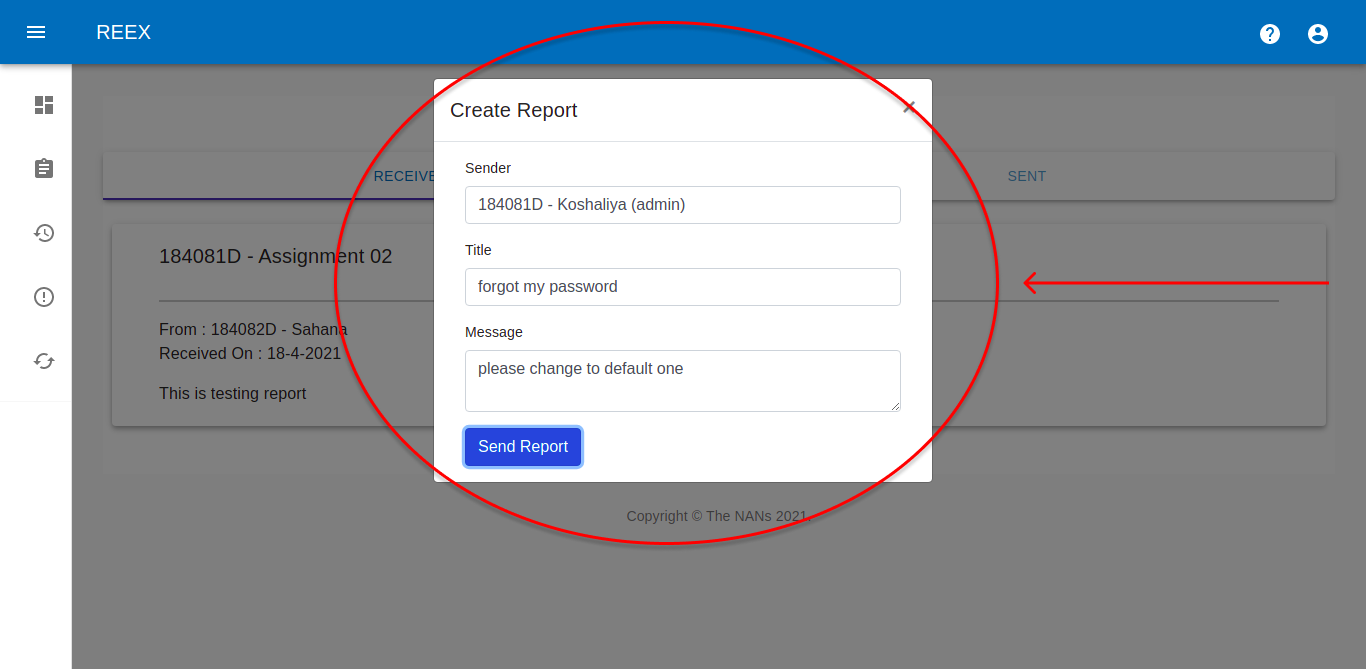 REEX
Create Report
×
Sender
184081D - Koshaliya (admin)
Title
forgot my password
Message
please change to default one
Send Report
RECEIVE
SENT
184081D - Assignment 02
From : 184082D - Sahana
Received On : 18-4-2021
This is testing report
Copyright © The NANs 2021.